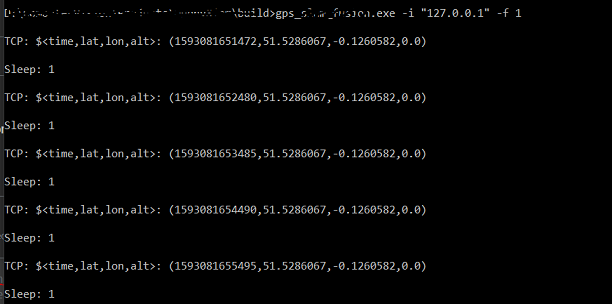 \build>gps_slam_fusion.exe -i "127.0.0.1" -f 1
TCP: $<time,lat,lon,alt>: (1593081651472,51.5286067,-0.1260582,0.0)
Sleep: 1
TCP: $<time,lat,lon,alt>: (1593081652480,51.5286067,-0.1260582,0.0)
Sleep: 1
TCP: $<time,lat,lon,alt>: (1593081653485,51.5286067,-0.1260582,0.0)
Sleep: 1
TCP: $<time,lat,lon,alt>: (1593081654490,51.5286067,-0.1260582,0.0)
Sleep: 1
TCP: $<time,lat,lon,alt>: (1593081655495,51.5286067,-0.1260582,0.0)
Sleep: 1